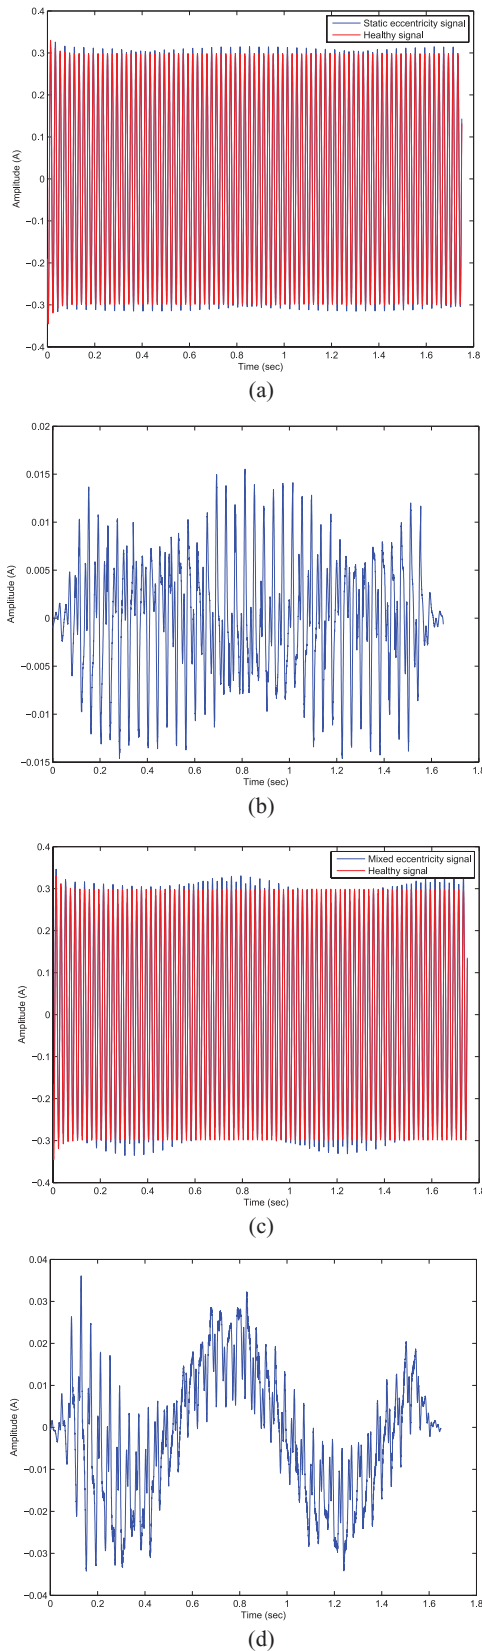 0.4
0.3
0.2
0.1
0
−0.1
−0.2
−0.3
−0.4
Amplitude (A)
Static eccentricity signal
Healthy signal
0 0.2 0.4 0.6 0.8 1 1.2 1.4 1.6 1.8
Time (sec)
(a)
0.02
0.015
0.01
0.005
0
−0.005
−0.01
−0.015
Amplitude (A)
0 0.2 0.4 0.6 0.8 1 1.2 1.4 1.6 1.8
Time (sec)
(b)
0.4
0.3
0.2
0.1
0
−0.1
−0.2
−0.3
−0.4
Amplitude (A)
Mixed eccentricity signal
Healthy signal
0 0.2 0.4 0.6 0.8 1 1.2 1.4 1.6 1.8
Time (sec)
(c)
0.04
0.03
0.02
0.01
0
−0.01
−0.02
−0.03
−0.04
Amplitude (A)
0 0.2 0.4 0.6 0.8 1 1.2 1.4 1.6 1.8
Time (sec)
(d)